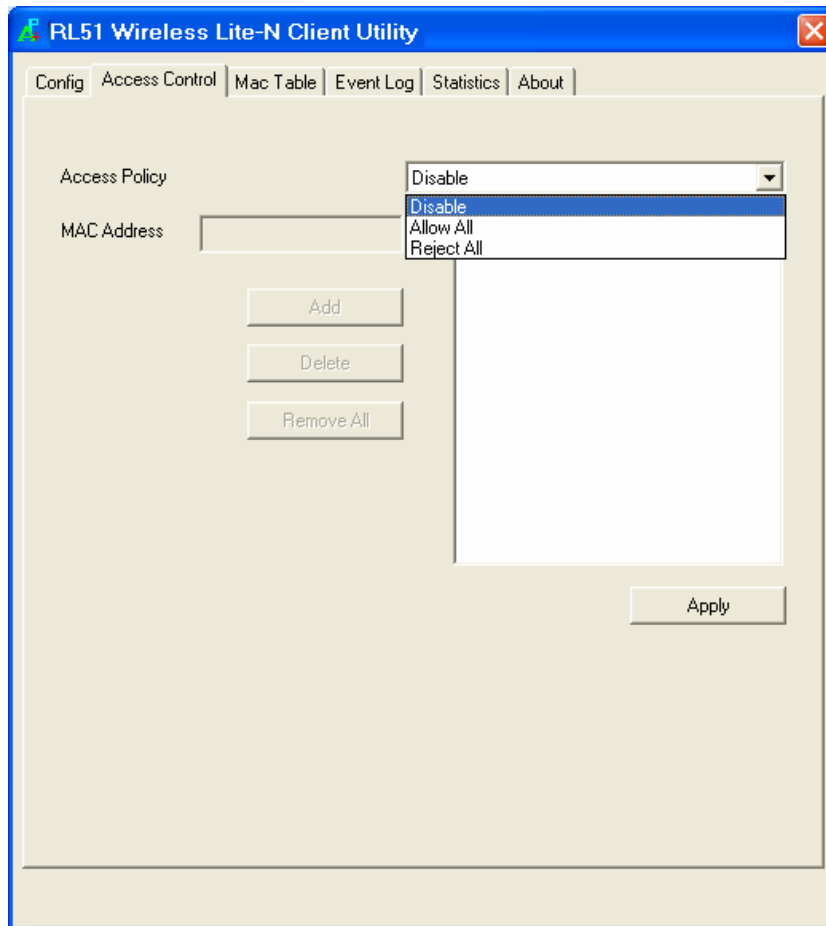 RL51 Wireless Lite-N Client Utility
Config Access Control Mac Table Event Log Statistics About
Access Policy Disable
Disable
MAC Address Allow All
Reject All
Add
Delete
Remove All
Apply